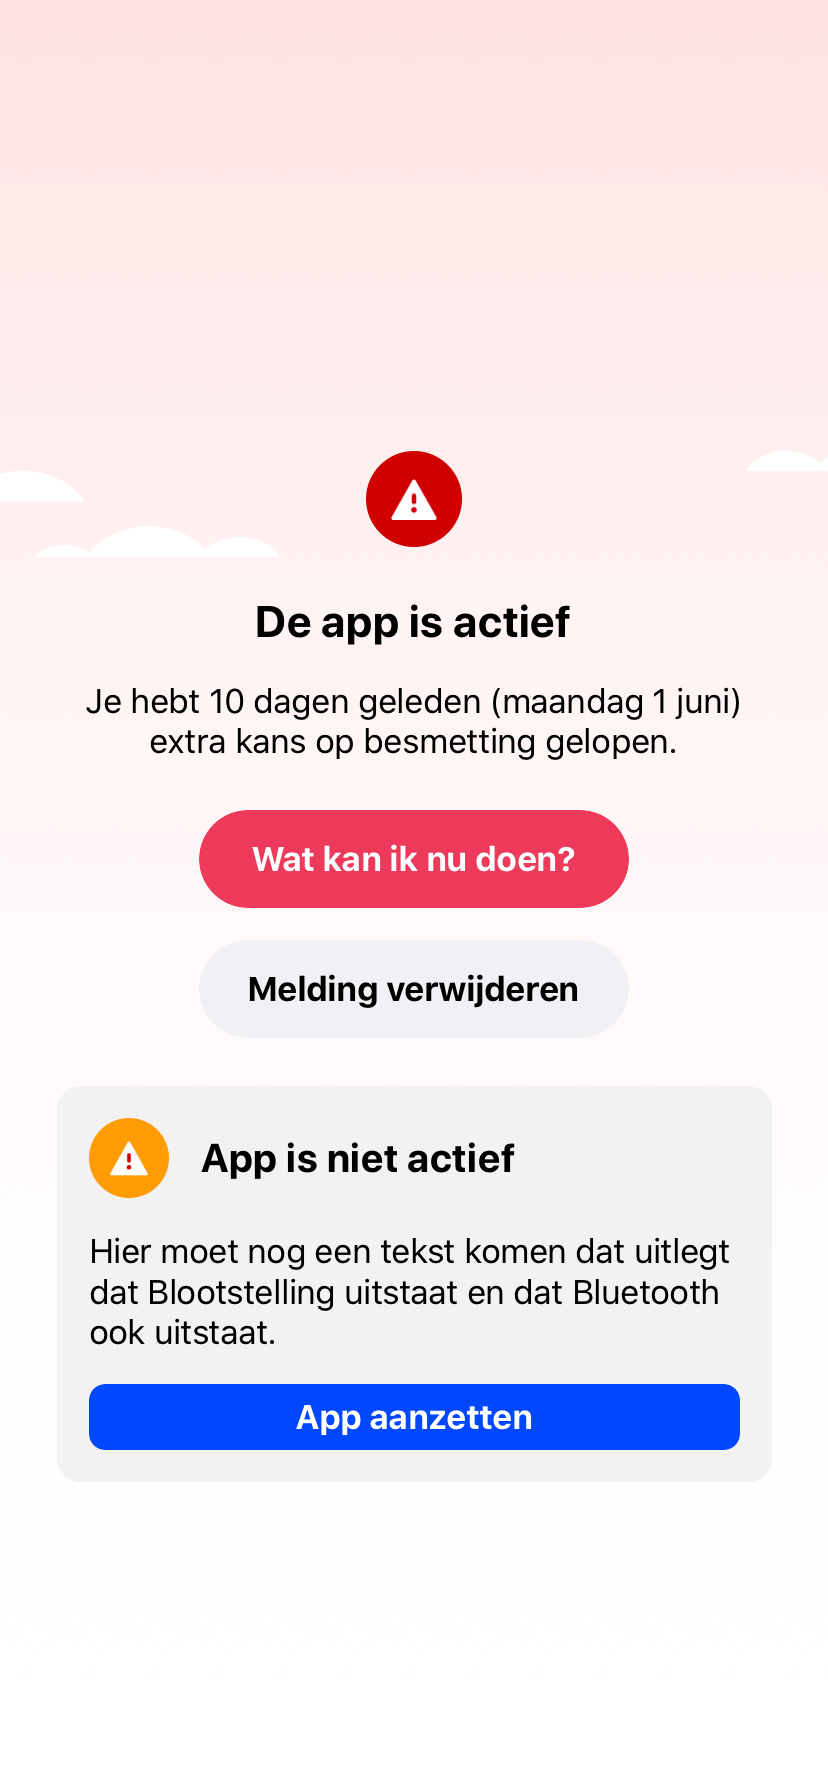 De app is actief
Je hebt 10 dagen geleden (maandag 1 juni)
extra kans op besmetting gelopen.
Wat kan ik nu doen?
Melding verwijderen
App is niet actief
Hier moet nog een tekst komen dat uitlegt
dat Blootstelling uitstaat en dat Bluetooth
ook uitstaat.
App aanzetten